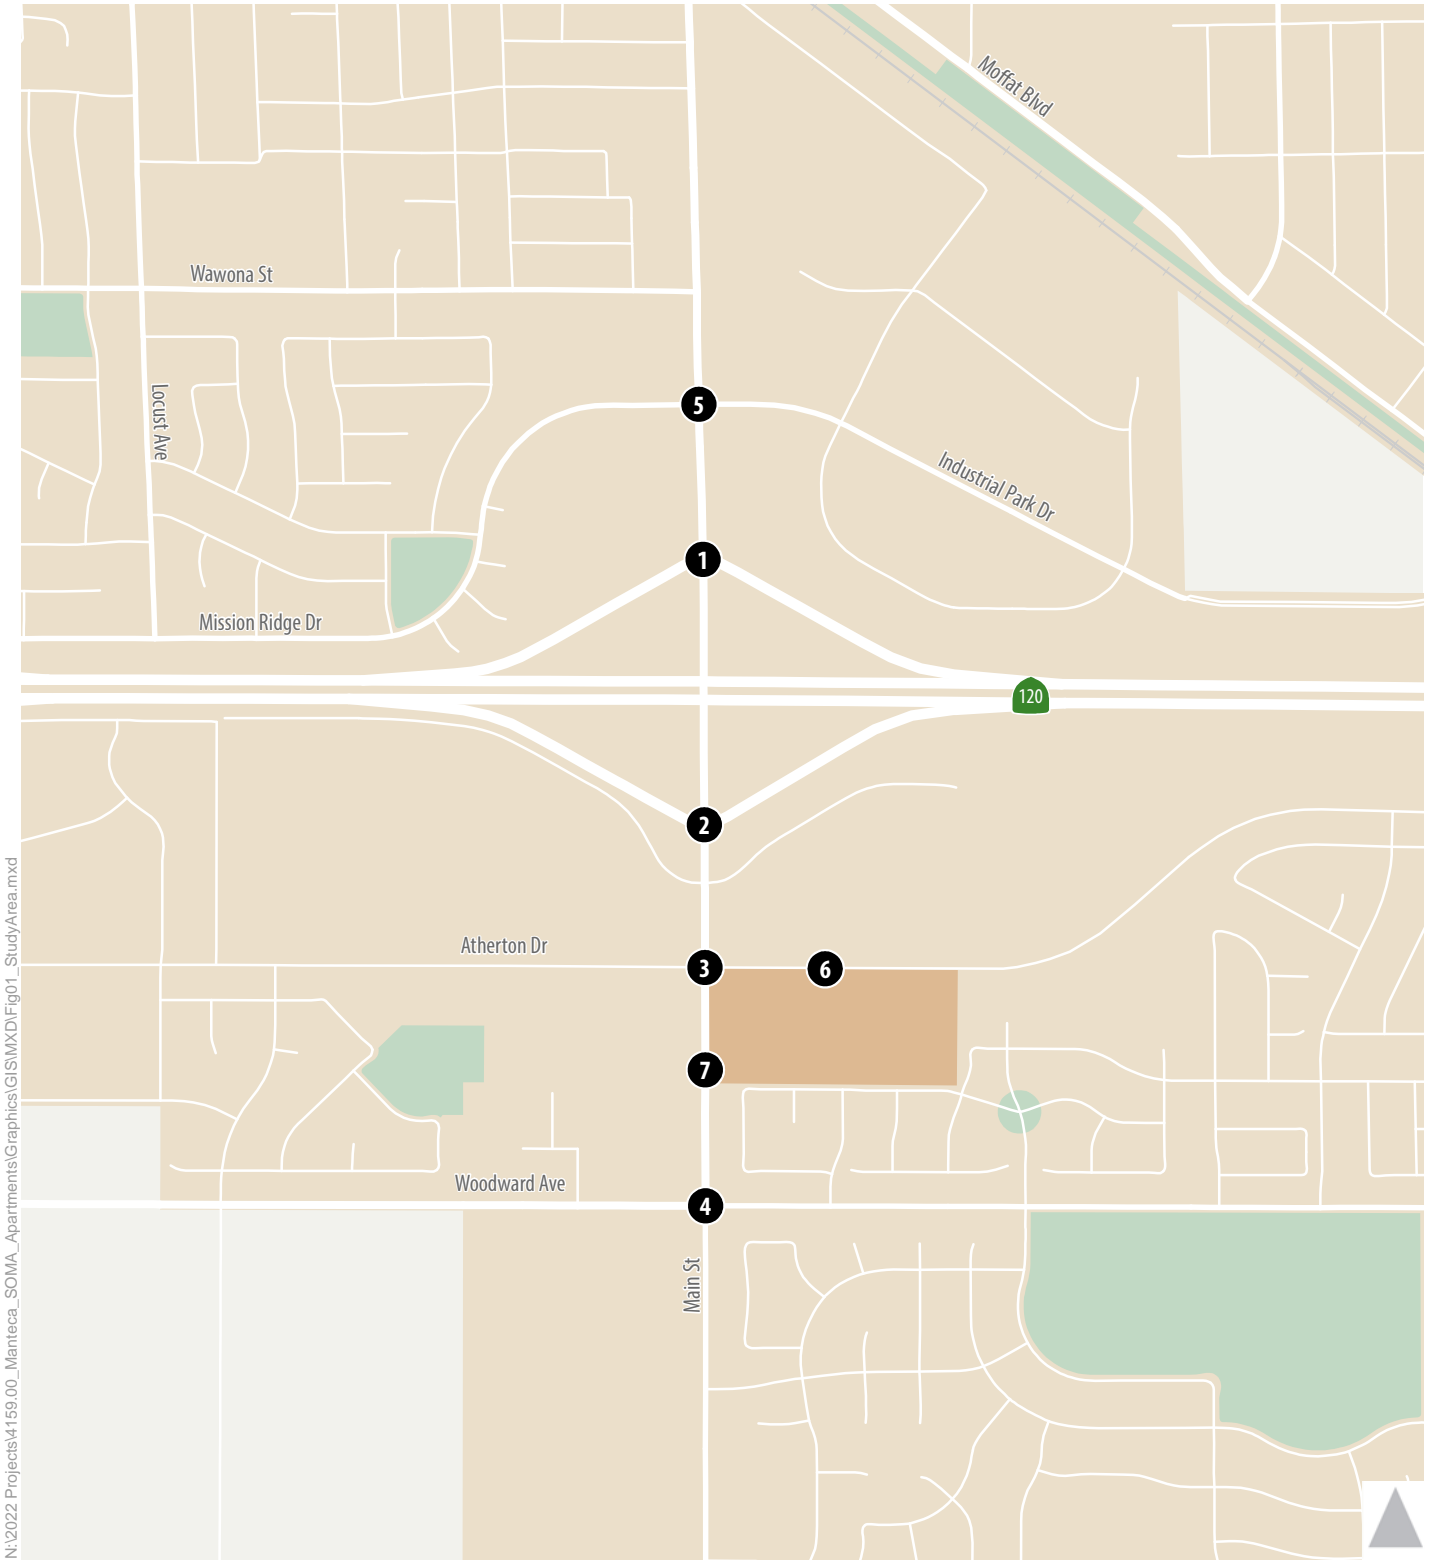 Moffat Blvd
Wawona St
Locust Ave
5
Industrial Park Dr
1
Mission Ridge Dr
120
2
Atherton Dr
3
6
7
Woodward Ave
4
Main St
N:\2022 Projects\4159.00_Manteca_SOMA_Apartments\Graphics\GIS\MXD\Fig01_StudyArea.mxd